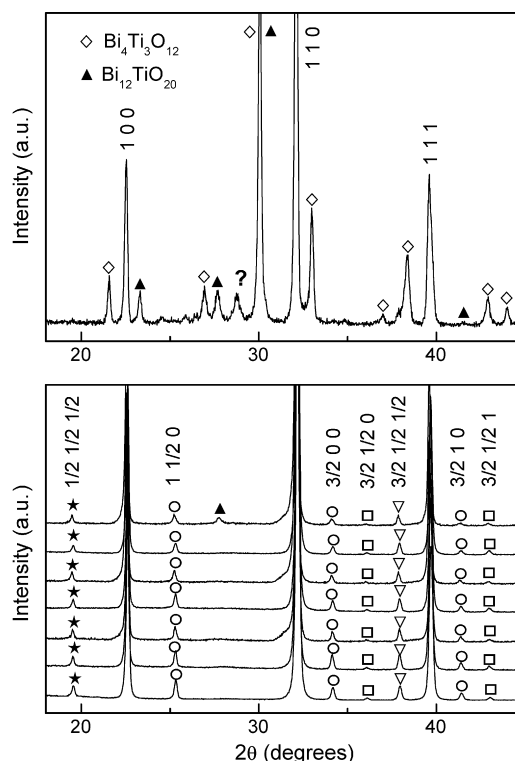 Intensity (a.u.)
◇ Bi4Ti3O12
▲ Bi12TiO20
1 0 0
?
◇ ▲
1 1 0
1 1 1
20 30 40
Intensity (a.u.)
1/2 1/2 1/2
1 1/2 0
3/2 0 0
3/2 1/2 0
3/2 1/2 1/2
3/2 1 0
3/2 1/2 1
20 30 40
2θ (degrees)